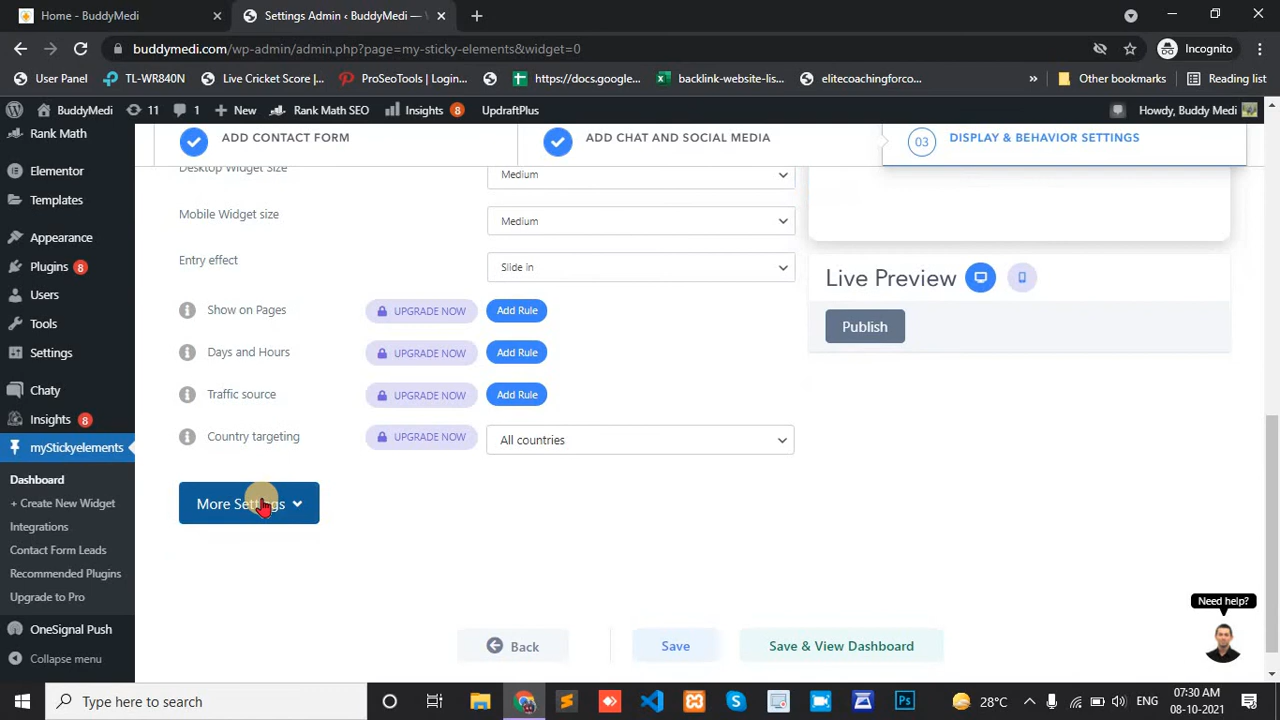 Home - BuddyMedi
Settings Admin ‹ BuddyMedi —
buddymedi.com/wp-admin/admin.php?page=my-sticky-elements&widget=0
Incognito
User Panel
TL-WR840N
Live Cricket Score |...
ProSeoTools | Login...
https://docs.google...
backlink-website-lis...
elitecoachingforco...
»
Other bookmarks
Reading list
BuddyMedi
11
1
New
Rank Math SEO
Insights 8
UpdraftPlus
Howdy, Buddy Medi
Rank Math
Elementor
Templates
Appearance
Plugins 8
Users
Tools
Settings
Chaty
Insights 8
myStickyelements
Dashboard
+ Create New Widget
Integrations
Contact Form Leads
Recommended Plugins
Upgrade to Pro
OneSignal Push
Collapse menu
ADD CONTACT FORM
ADD CHAT AND SOCIAL MEDIA
03 DISPLAY & BEHAVIOR SETTINGS
Desktop Widget Size Medium
Mobile Widget size Medium
Entry effect Slide in
Show on Pages UPGRADE NOW Add Rule
Days and Hours UPGRADE NOW Add Rule
Traffic source UPGRADE NOW Add Rule
Country targeting UPGRADE NOW All countries
More Settings
Live Preview
Publish
Need help?
Back
Save
Save & View Dashboard
Type here to search
28°C
ENG
07:30 AM
08-10-2021